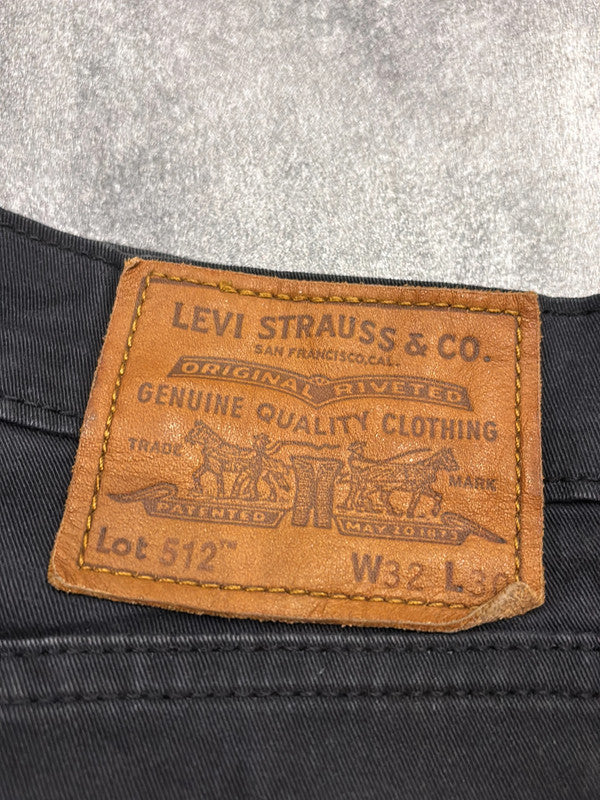 LEVI STRAUSS & CO.
SAN FRANCISCO, CAL.
ORIGINAL RIVETED
GENUINE QUALITY CLOTHING
TRADE MARK
PATENTED MAY 20 1873
Lot 512™ W32 L